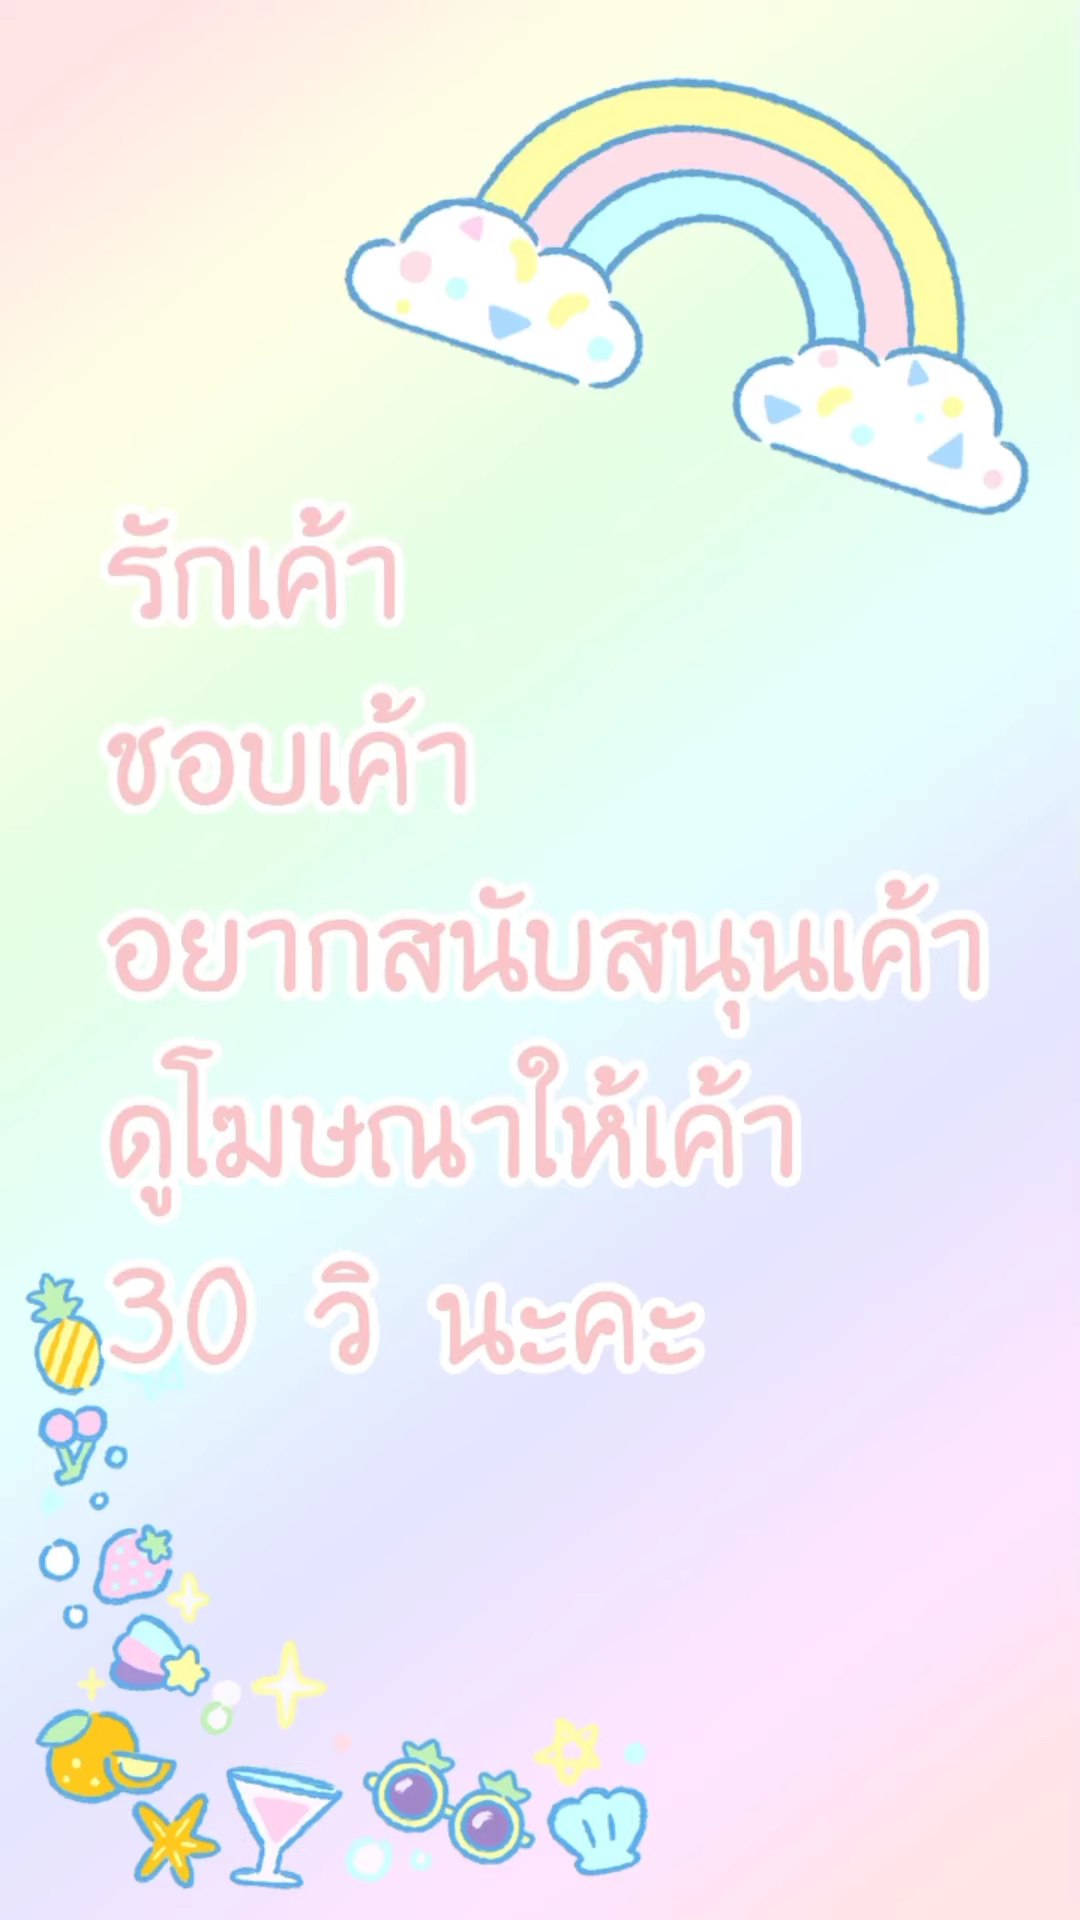 รักเค้า
ชอบเค้า
อยากสนับสนุนเค้า
ดูโฆษณาให้เค้า
30 วิ นะคะ